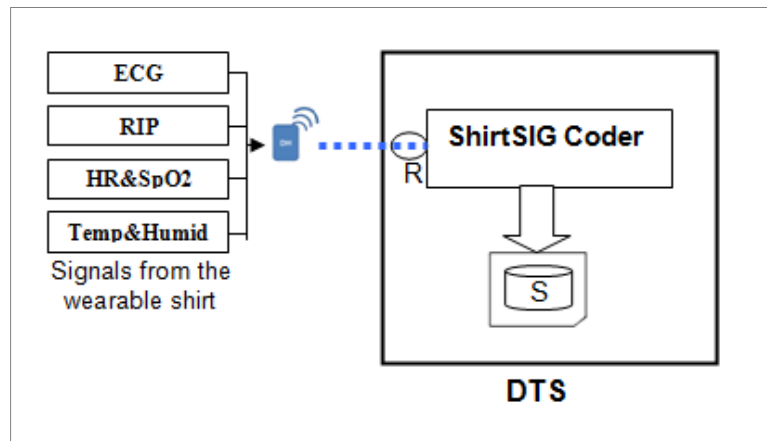 ECG
RIP
HR&SpO2
Temp&Humid
Signals from the
wearable shirt
R
ShirtSIG Coder
S
DTS